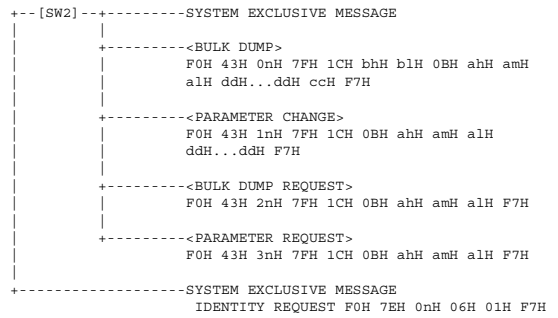 +--[SW2]--+---------SYSTEM EXCLUSIVE MESSAGE
| |
| +---------<BULK DUMP>
| | F0H 43H 0nH 7FH 1CH bhH blH 0BH ahH amH
| | alH ddH...ddH ccH F7H
| |
| +---------<PARAMETER CHANGE>
| | F0H 43H 1nH 7FH 1CH 0BH ahH amH alH
| | ddH...ddH F7H
| |
| +---------<BULK DUMP REQUEST>
| | F0H 43H 2nH 7FH 1CH 0BH ahH amH alH F7H
| |
| +---------<PARAMETER REQUEST>
| F0H 43H 3nH 7FH 1CH 0BH ahH amH alH F7H
|
+-------------------SYSTEM EXCLUSIVE MESSAGE
IDENTITY REQUEST F0H 7EH 0nH 06H 01H F7H